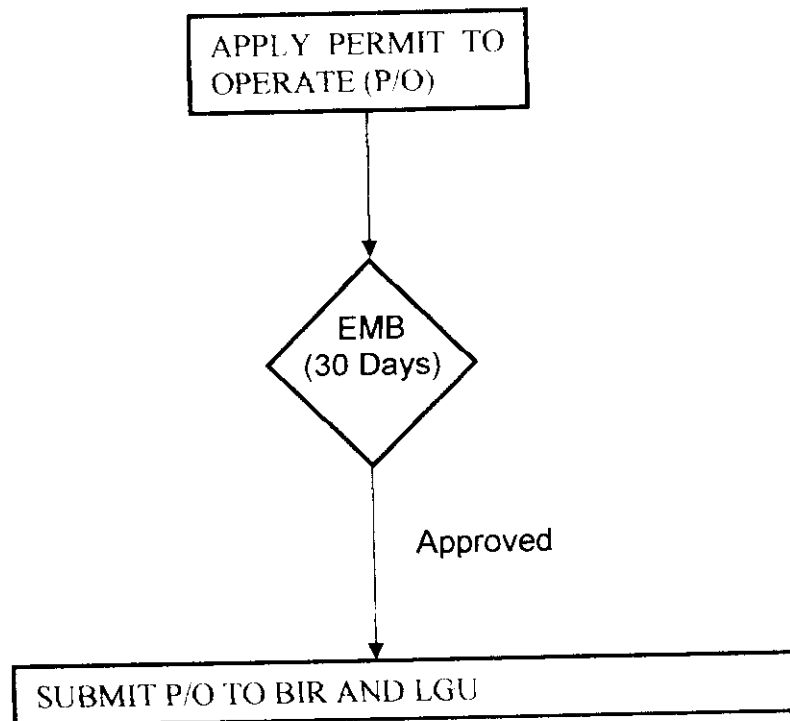 APPLY PERMIT TO
OPERATE (P/O)
EMB
(30 Days)
Approved
SUBMIT P/O TO BIR AND LGU